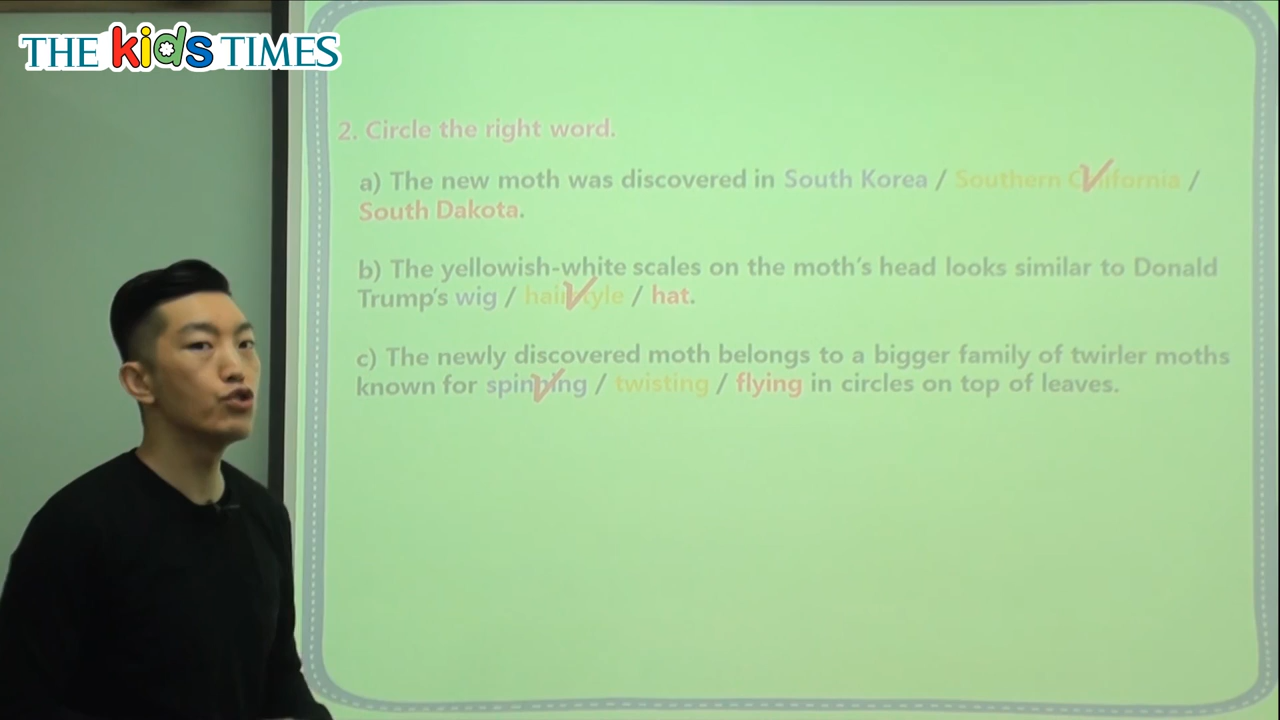 THE kids TIMES
2. Circle the right word.
a) The new moth was discovered in South Korea / Southern California /
South Dakota.
b) The yellowish-white scales on the moth's head looks similar to Donald
Trump's wig / hairstyle / hat.
c) The newly discovered moth belongs to a bigger family of twirler moths
known for spinning / twisting / flying in circles on top of leaves.